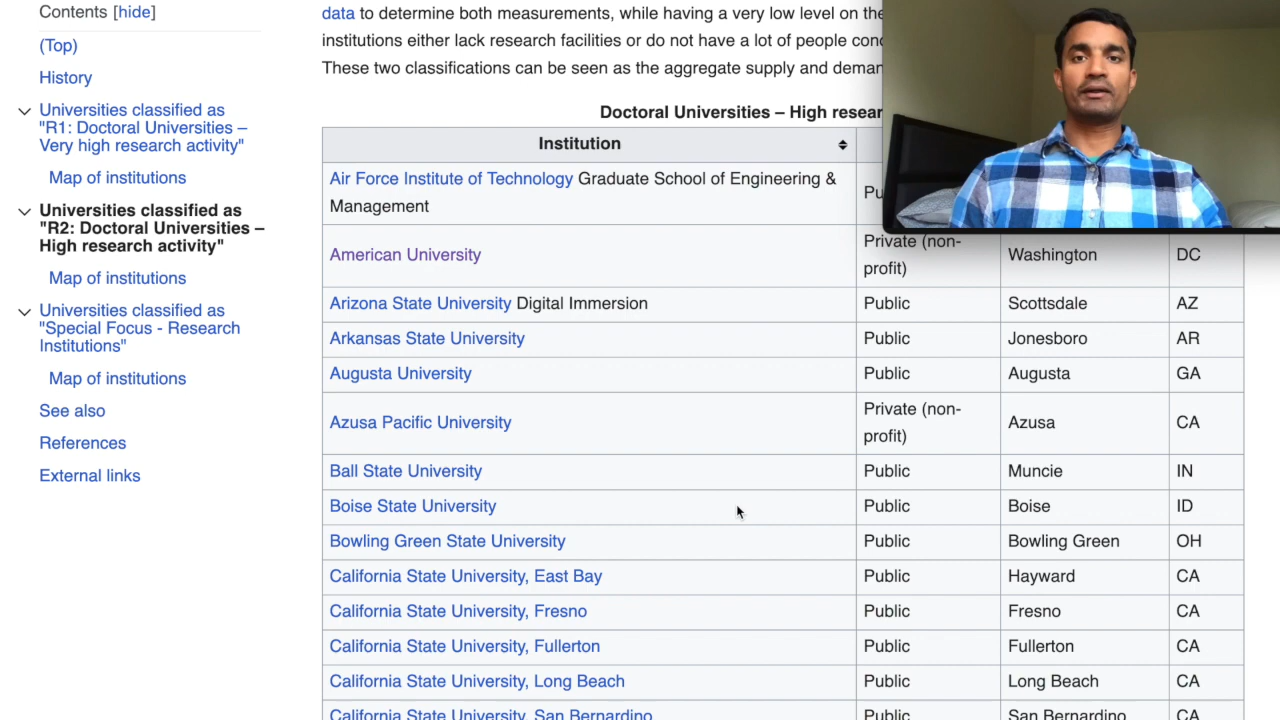 Contents [hide]
(Top)
History
Universities classified as
"R1: Doctoral Universities –
Very high research activity"
Map of institutions
Universities classified as
"R2: Doctoral Universities –
High research activity"
Map of institutions
Universities classified as
"Special Focus - Research
Institutions"
Map of institutions
See also
References
External links
data to determine both measurements, while having a very low level on the
institutions either lack research facilities or do not have a lot of people
These two classifications can be seen as the aggregate supply and
Doctoral Universities – High
Institution
Air Force Institute of Technology Graduate School of Engineering &
Management
American University Private (non-
profit) Washington DC
Arizona State University Digital Immersion Public Scottsdale AZ
Arkansas State University Public Jonesboro AR
Augusta University Public Augusta GA
Azusa Pacific University Private (non-
profit) Azusa CA
Ball State University Public Muncie IN
Boise State University Public Boise ID
Bowling Green State University Public Bowling Green OH
California State University, East Bay Public Hayward CA
California State University, Fresno Public Fresno CA
California State University, Fullerton Public Fullerton CA
California State University, Long Beach Public Long Beach CA
California State University, San Bernardino Public San Bernardino CA